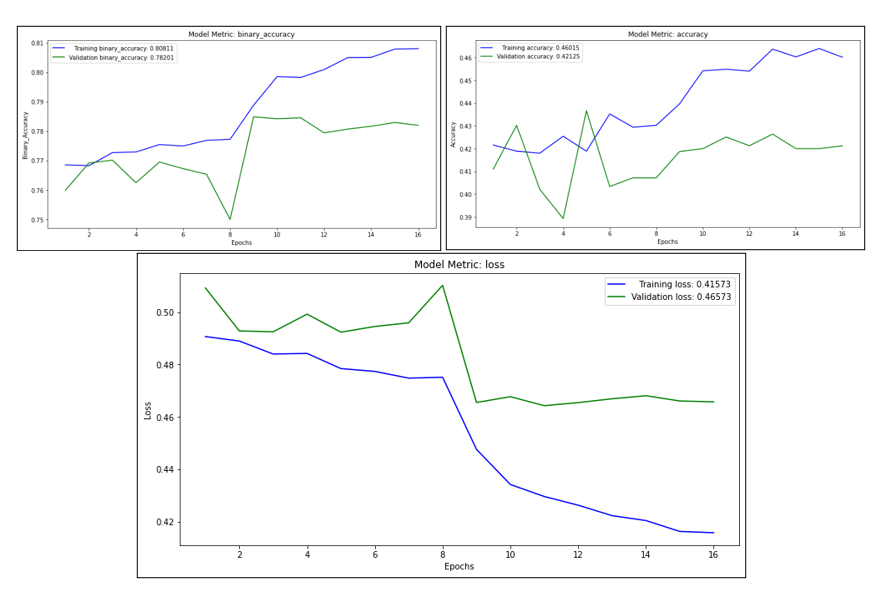 Model Metric: binary_accuracy
Training binary_accuracy: 0.80811
Validation binary_accuracy: 0.78201
0.81
0.80
0.79
0.78
0.77
0.76
0.75
Binary_Accuracy
2 4 6 8 10 12 14 16
Epochs
Model Metric: accuracy
Training accuracy: 0.46015
Validation accuracy: 0.42125
0.46
0.45
0.44
0.43
0.42
0.41
0.40
0.39
Accuracy
2 4 6 8 10 12 14 16
Epochs
Model Metric: loss
Training loss: 0.41573
Validation loss: 0.46573
0.50
0.48
0.46
0.44
0.42
Loss
2 4 6 8 10 12 14 16
Epochs